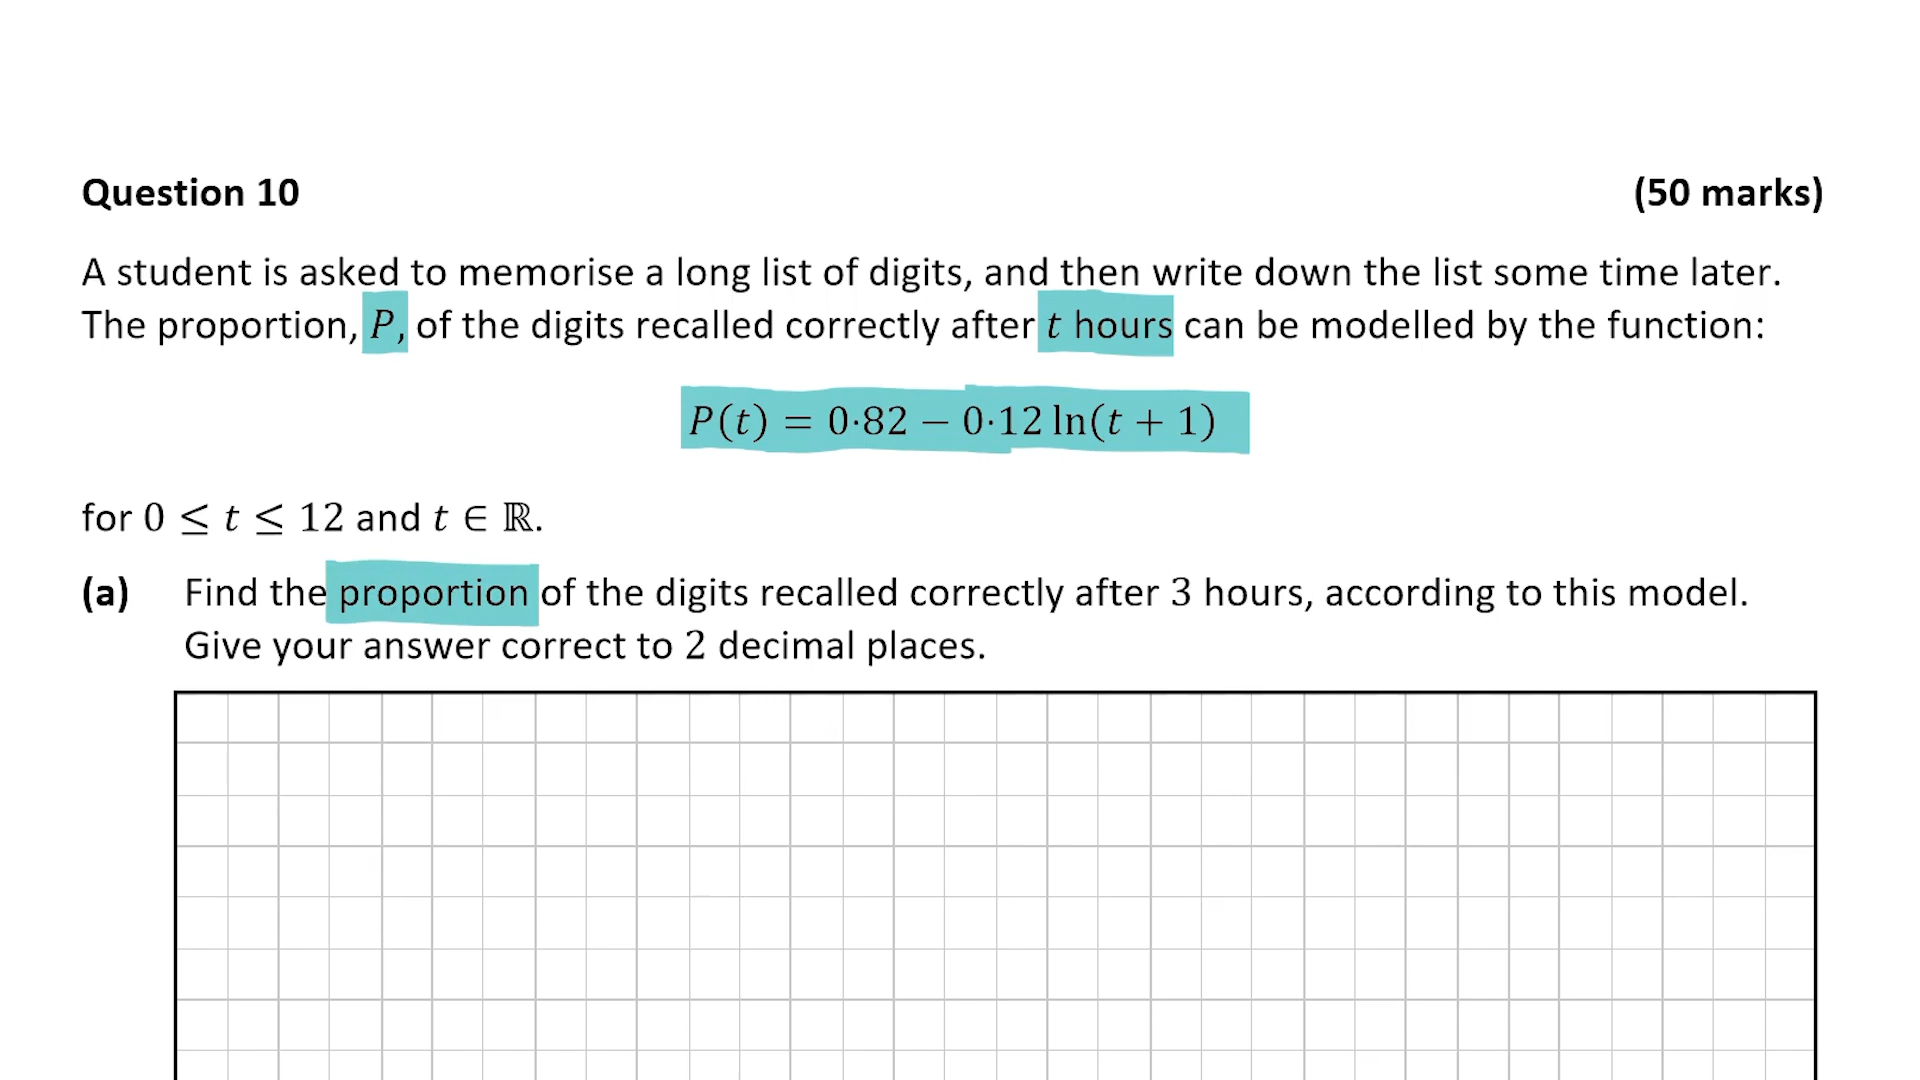 Question 10 (50 marks)
A student is asked to memorise a long list of digits, and then write down the list some time later.
The proportion, P, of the digits recalled correctly after t hours can be modelled by the function:
P(t) = 0·82 − 0·12 ln(t + 1)
for 0 ≤ t ≤ 12 and t ∈ ℝ.
(a) Find the proportion of the digits recalled correctly after 3 hours, according to this model.
Give your answer correct to 2 decimal places.